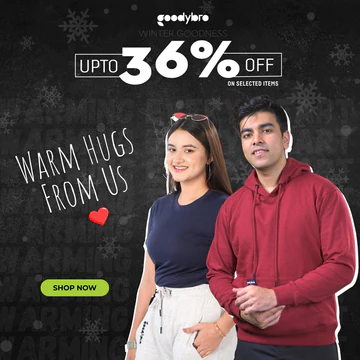 goodybro
WINTER GOODNESS
UPTO 36% OFF
ON SELECTED ITEMS
WARM HUGS
FROM US
SHOP NOW